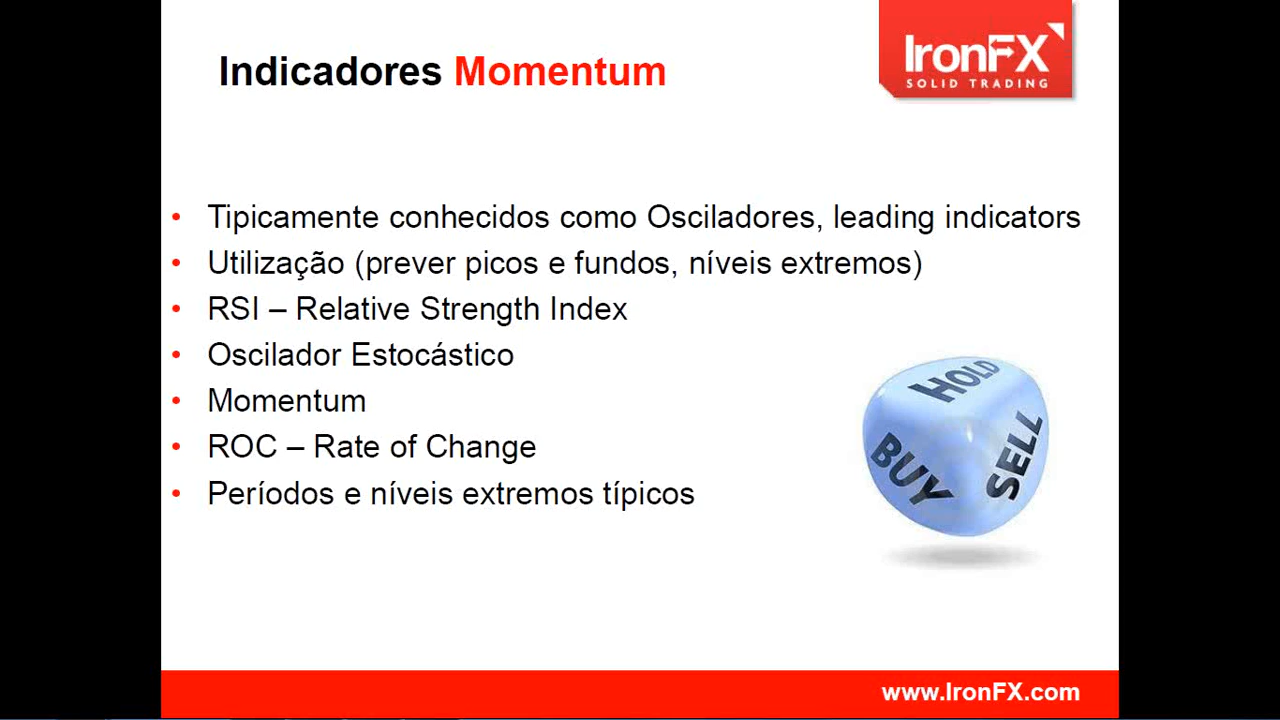 Indicadores Momentum
IronFX
SOLID TRADING
• Tipicamente conhecidos como Osciladores, leading indicators
• Utilização (prever picos e fundos, níveis extremos)
• RSI – Relative Strength Index
• Oscilador Estocástico
• Momentum
• ROC – Rate of Change
• Períodos e níveis extremos típicos
HOLD
BUY
SELL
www.IronFX.com